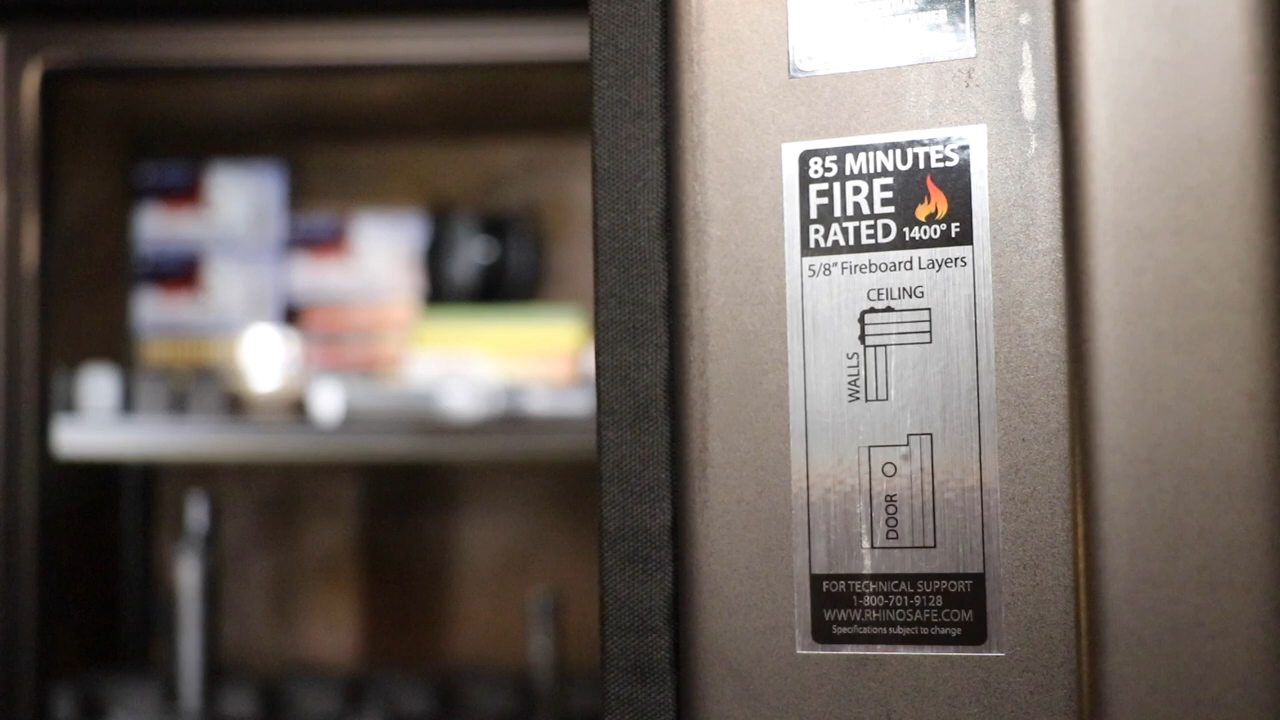 85 MINUTES
FIRE
RATED 1400° F
5/8" Fireboard Layers
CEILING
WALLS
DOOR
FOR TECHNICAL SUPPORT
1-800-701-9128
WWW.RHINOSAFE.COM
Specifications subject to change